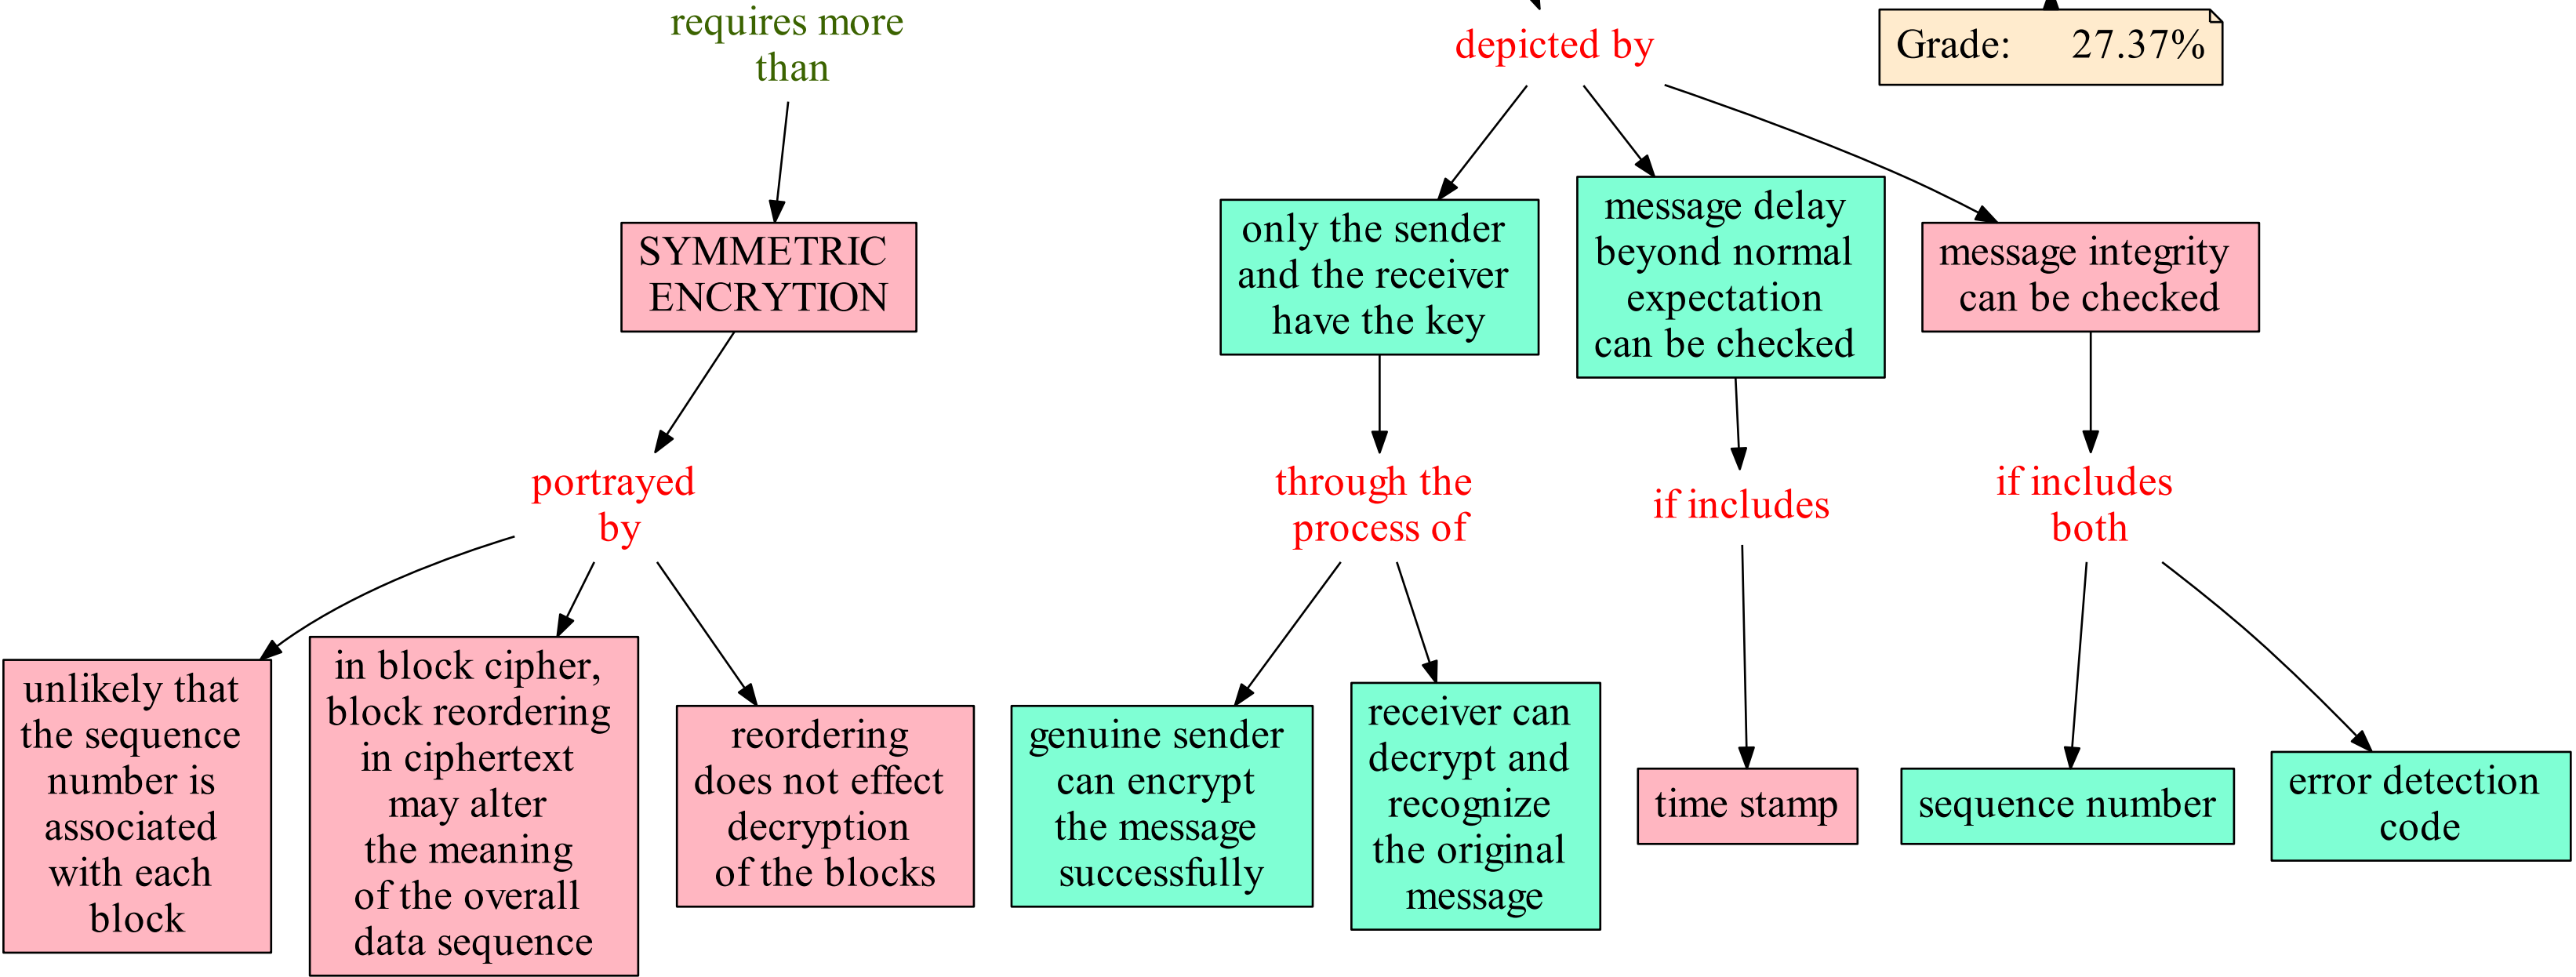 requires more
than
depicted by
Grade: 27.37%
SYMMETRIC
ENCRYTION
only the sender
and the receiver
have the key
message delay
beyond normal
expectation
can be checked
message integrity
can be checked
portrayed
by
through the
process of
if includes
if includes
both
unlikely that
the sequence
number is
associated
with each
block
in block cipher,
block reordering
in ciphertext
may alter
the meaning
of the overall
data sequence
reordering
does not effect
decryption
of the blocks
genuine sender
can encrypt
the message
successfully
receiver can
decrypt and
recognize
the original
message
time stamp
sequence number
error detection
code